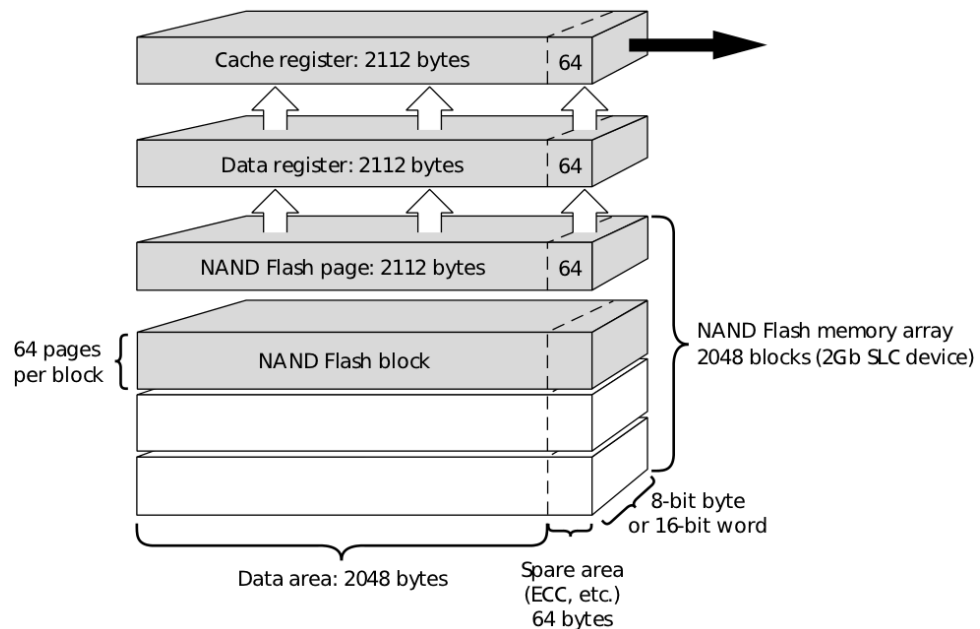 Cache register: 2112 bytes
64
Data register: 2112 bytes
64
NAND Flash page: 2112 bytes
64
64 pages
per block
NAND Flash block
NAND Flash memory array
2048 blocks (2Gb SLC device)
8-bit byte
or 16-bit word
Data area: 2048 bytes
Spare area
(ECC, etc.)
64 bytes